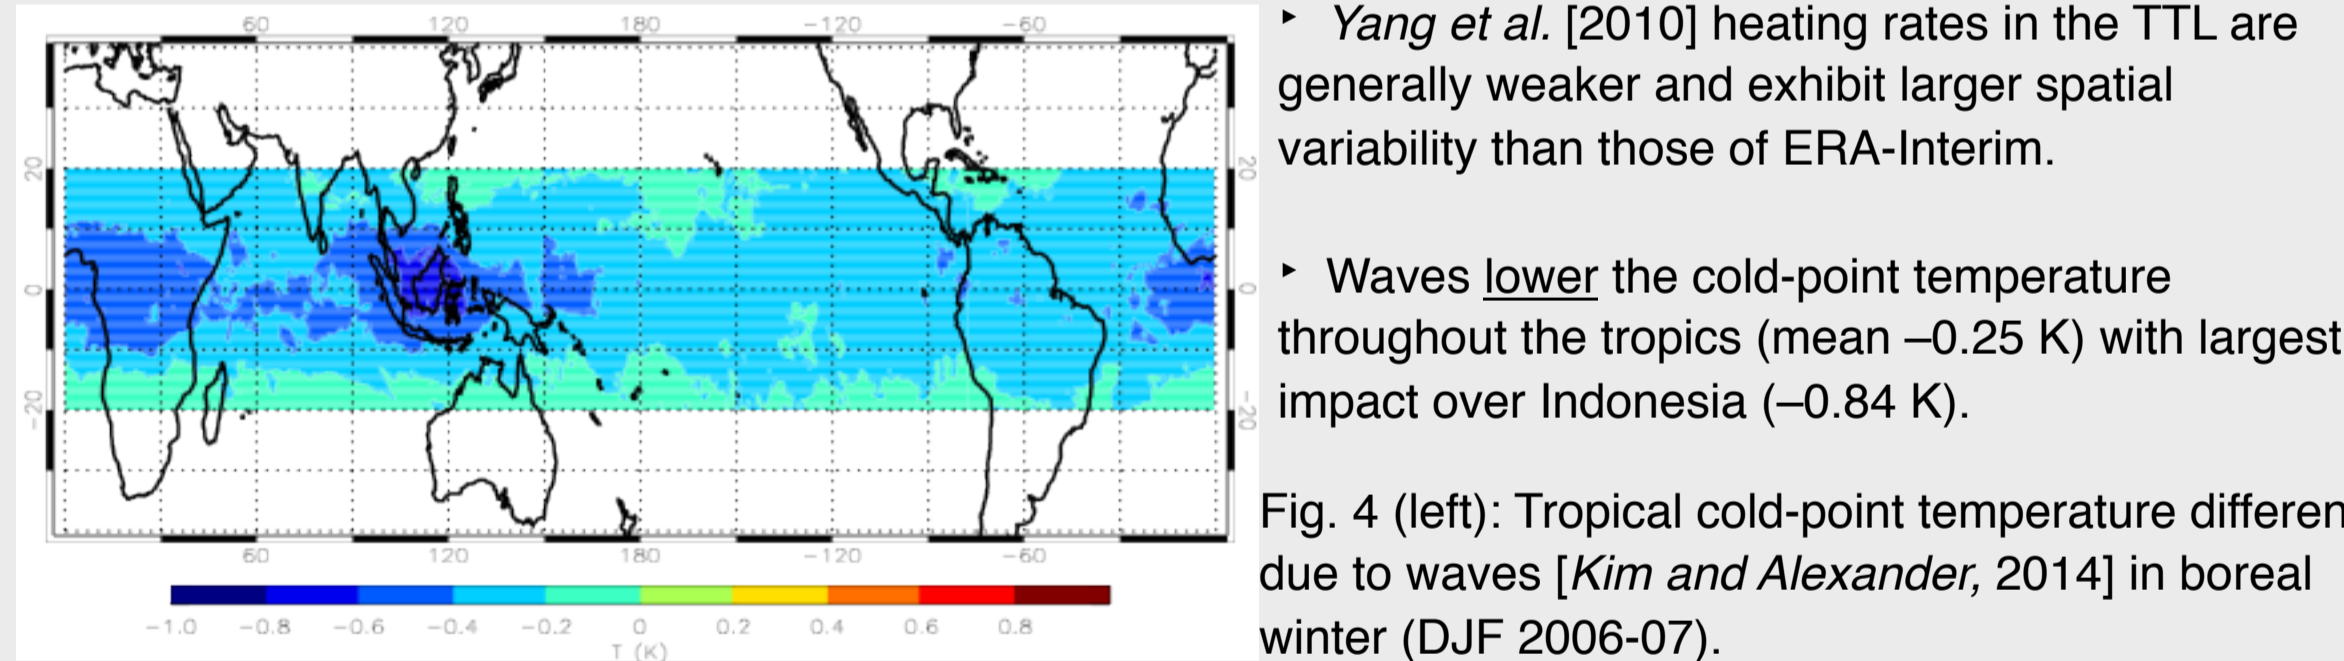 60 120 180 −120 −60
20 20
0 0
−20 −20
60 120 180 −120 −60
−1.0 −0.8 −0.6 −0.4 −0.2 0 0.2 0.4 0.6 0.8
T (K)
‣ Yang et al. [2010] heating rates in the TTL are
generally weaker and exhibit larger spatial
variability than those of ERA-Interim.
‣ Waves lower the cold-point temperature
throughout the tropics (mean –0.25 K) with largest
impact over Indonesia (–0.84 K).
Fig. 4 (left): Tropical cold-point temperature differen
due to waves [Kim and Alexander, 2014] in boreal
winter (DJF 2006-07).